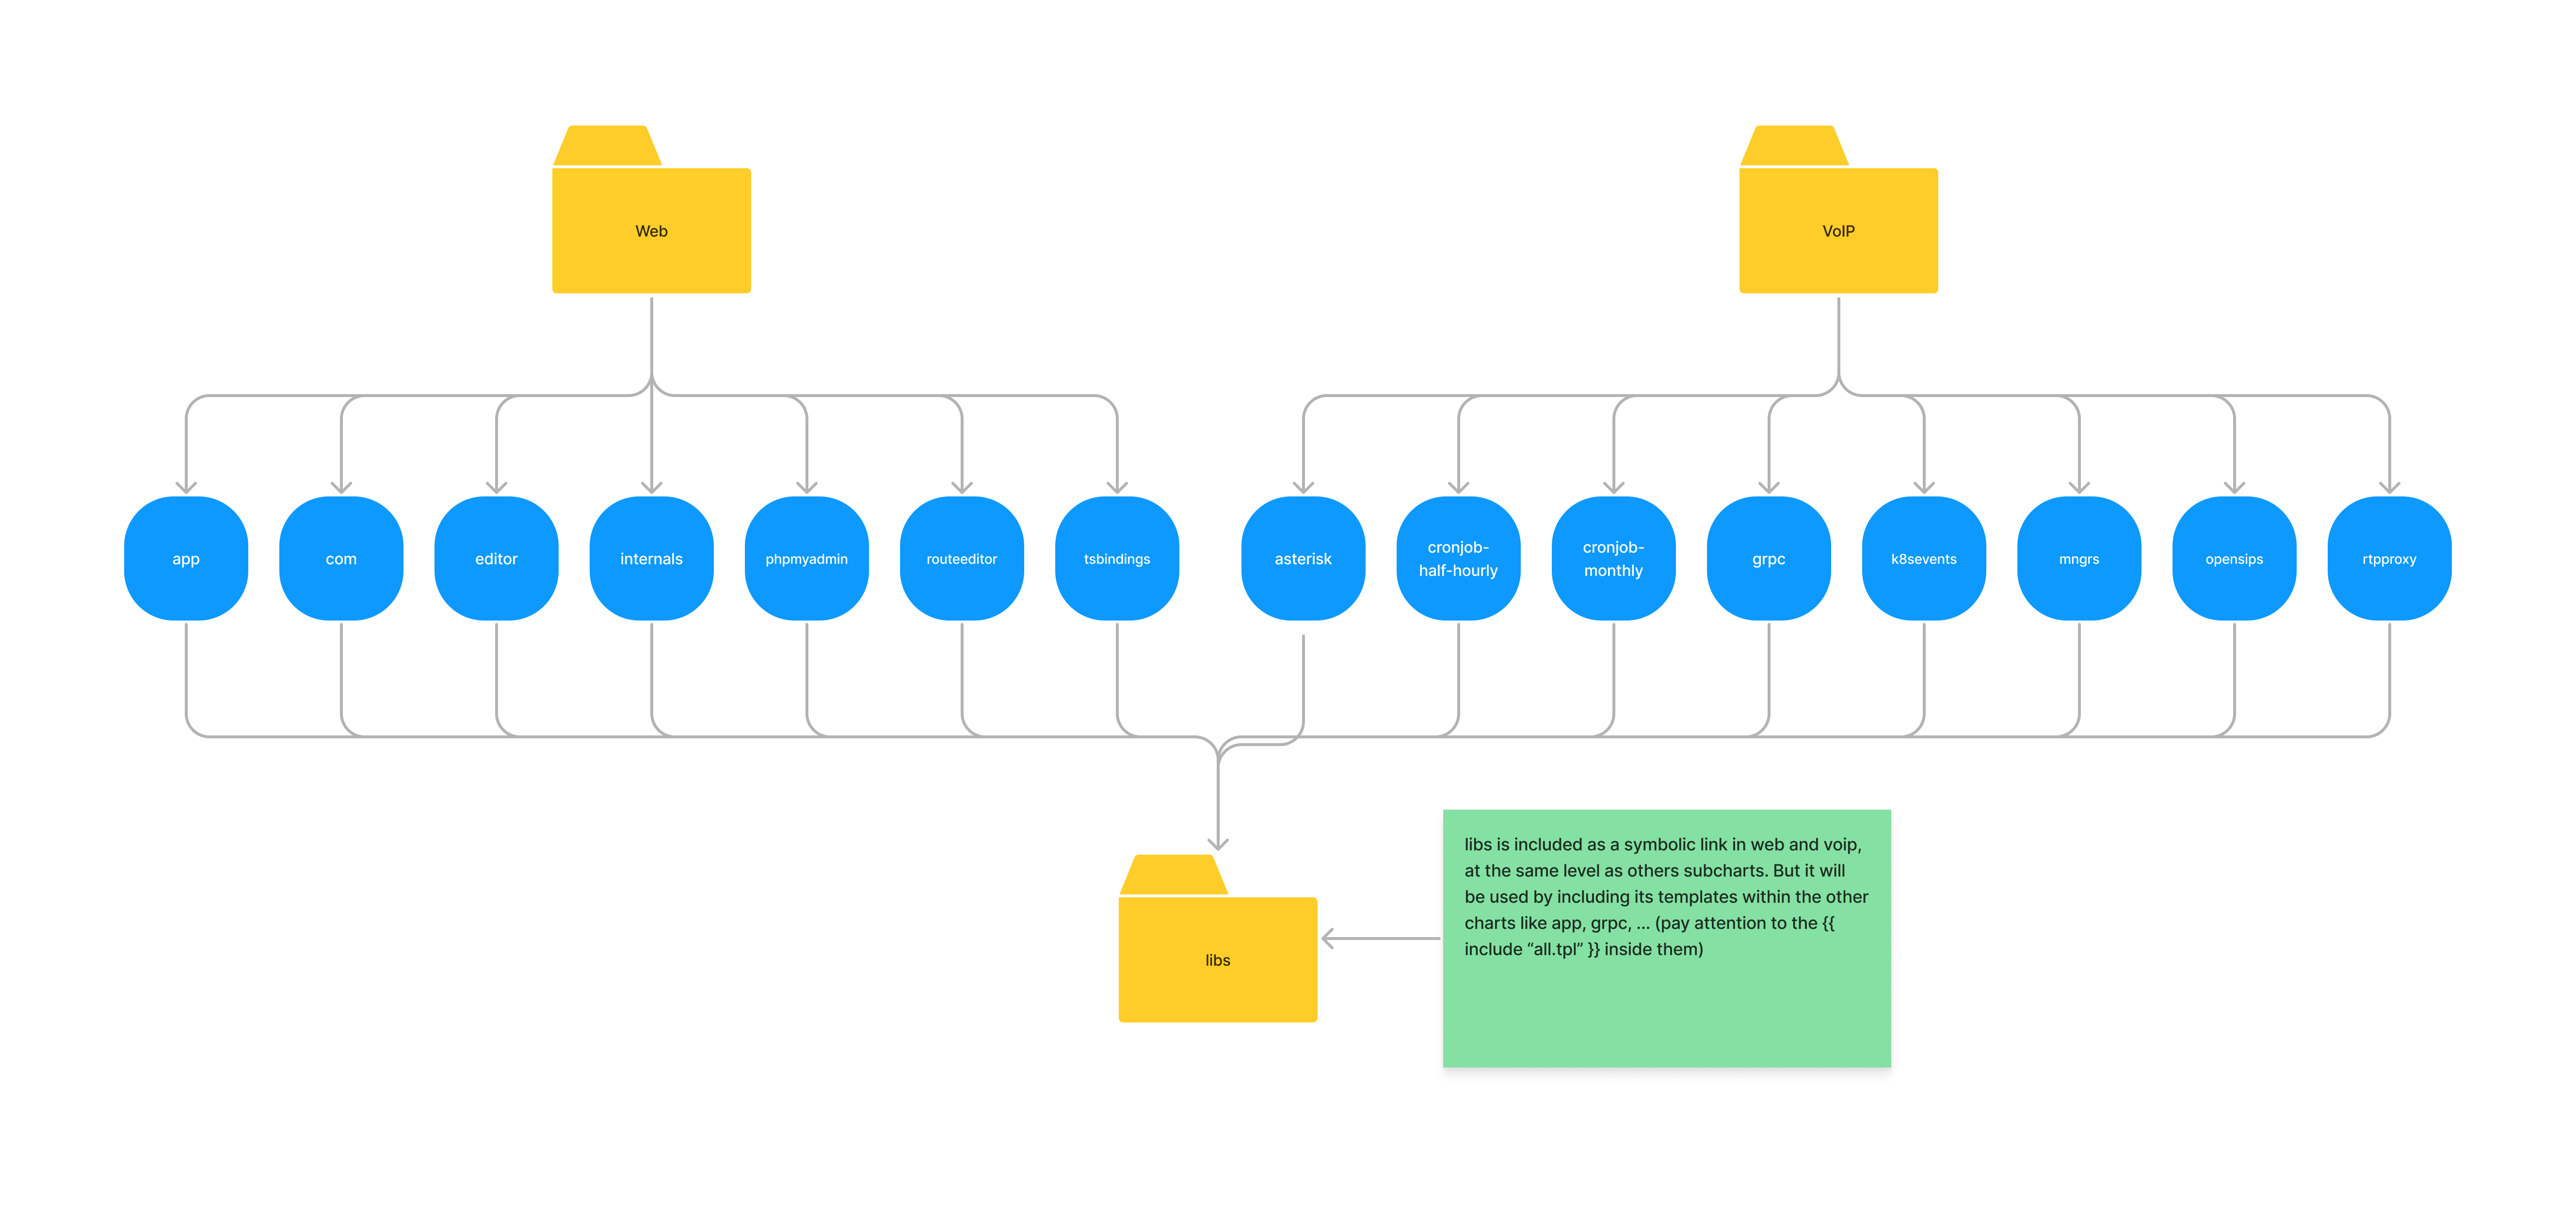 Web
VoIP
app
com
editor
internals
phpmyadmin
routeeditor
tsbindings
asterisk
cronjob-
half-hourly
cronjob-
monthly
grpc
k8sevents
mngrs
opensips
rtpproxy
libs
libs is included as a symbolic link in web and voip,
at the same level as others subcharts. But it will
be used by including its templates within the other
charts like app, grpc, ... (pay attention to the {{
include “all.tpl” }} inside them)